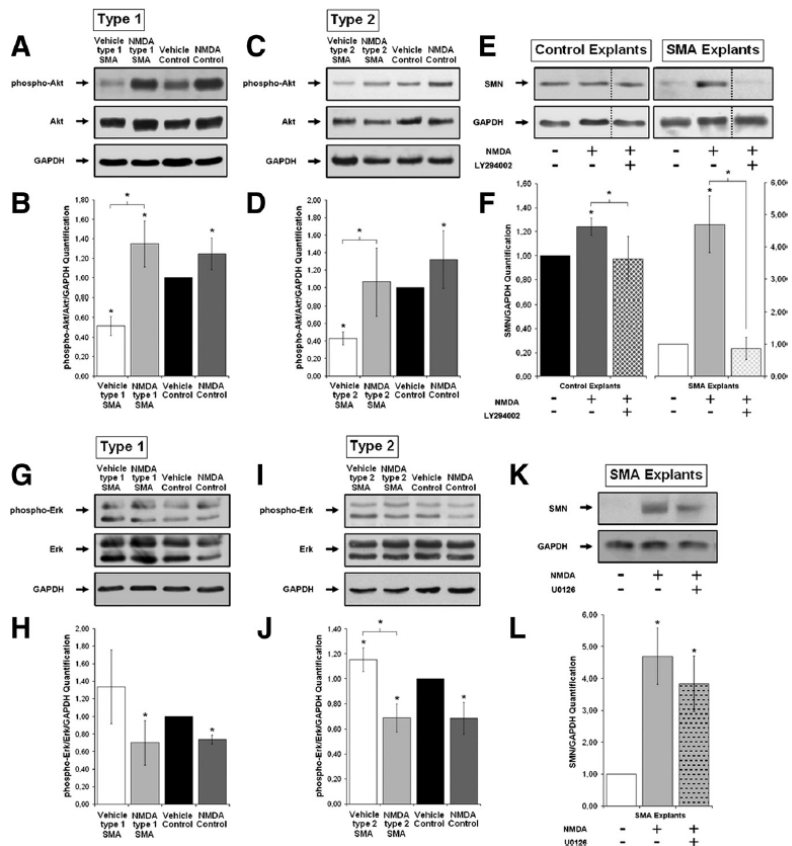 Type 1
A
Vehicle type 1 SMA
NMDA type 1 SMA
Vehicle Control
NMDA Control
phospho-Akt
Akt
GAPDH
B
phospho-Akt/Akt/GAPDH Quantification
1,80
1,60
1,40
1,20
1,00
0,80
0,60
0,40
0,20
0,00
* * * *
Vehicle type 1 SMA
NMDA type 1 SMA
Vehicle Control
NMDA Control
Type 2
C
Vehicle type 2 SMA
NMDA type 2 SMA
Vehicle Control
NMDA Control
phospho-Akt
Akt
GAPDH
D
phospho-Akt/Akt/GAPDH Quantification
2,00
1,80
1,60
1,40
1,20
1,00
0,80
0,60
0,40
0,20
0,00
* * *
Vehicle type 2 SMA
NMDA type 2 SMA
Vehicle Control
NMDA Control
E
Control Explants
SMA Explants
SMN
GAPDH
NMDA - + + - + +
LY294002 - - + - - +
F
SMN/GAPDH Quantification
1,60
1,40
1,20
1,00
0,80
0,60
0,40
0,20
0,00
6,000
5,000
4,000
3,000
2,000
1,000
0,000
* * * *
Control Explants
SMA Explants
NMDA - + + - + +
LY294002 - - + - - +
Type 1
G
Vehicle type 1 SMA
NMDA type 1 SMA
Vehicle Control
NMDA Control
phospho-Erk
Erk
GAPDH
H
phospho-Erk/Erk/GAPDH Quantification
2,00
1,80
1,60
1,40
1,20
1,00
0,80
0,60
0,40
0,20
0,00
* *
Vehicle type 1 SMA
NMDA type 1 SMA
Vehicle Control
NMDA Control
Type 2
I
Vehicle type 2 SMA
NMDA type 2 SMA
Vehicle Control
NMDA Control
phospho-Erk
Erk
GAPDH
J
phospho-Erk/Erk/GAPDH Quantification
1,40
1,20
1,00
0,80
0,60
0,40
0,20
0,00
* * * *
Vehicle type 2 SMA
NMDA type 2 SMA
Vehicle Control
NMDA Control
K
SMA Explants
SMN
GAPDH
NMDA - + +
U0126 - - +
L
SMN/GAPDH Quantification
6,00
5,00
4,00
3,00
2,00
1,00
0,00
* *
SMA Explants
NMDA - + +
U0126 - - +